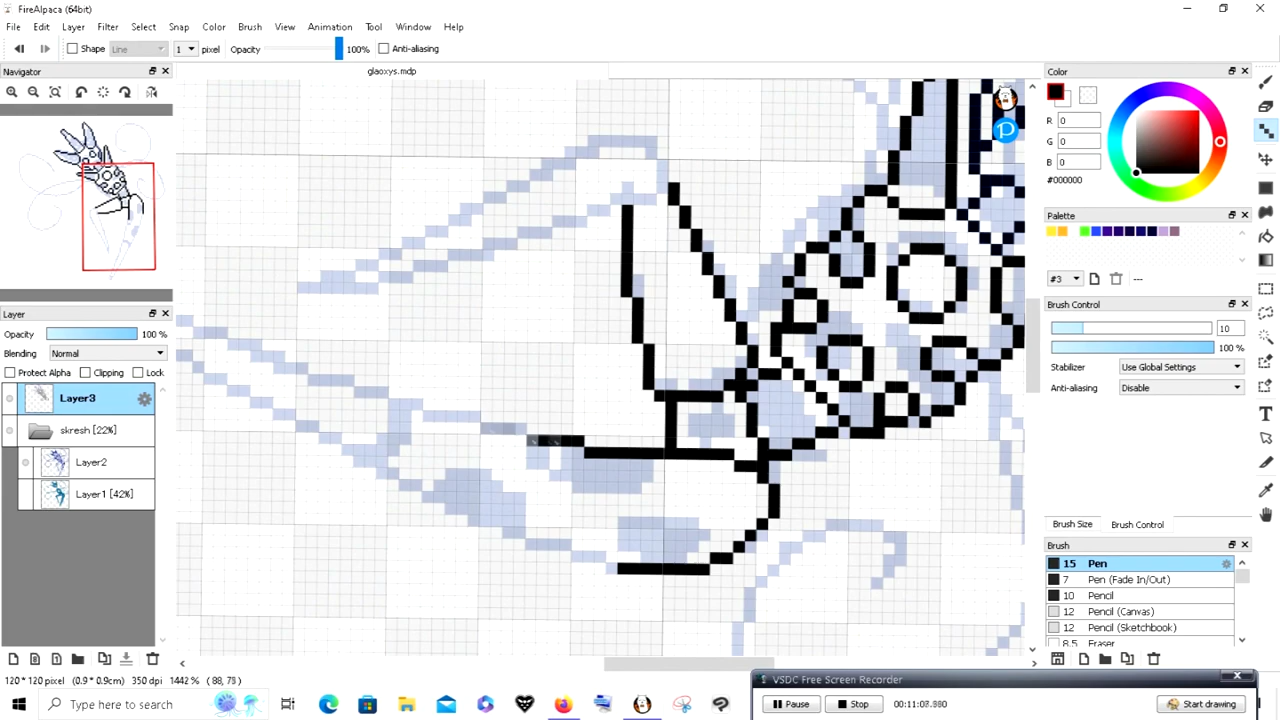 FireAlpaca (64bit)
File Edit Layer Filter Select Snap Color Brush View Animation Tool Window Help
Shape Line 1 pixel Opacity 100% Anti-aliasing
Navigator
glaoxys.mdp
Color
R 0
G 0
B 0
#000000
Palette
#3 ---
Brush Control
10
100 %
Stabilizer Use Global Settings
Anti-aliasing Disable
Brush Size Brush Control
Brush
15 Pen
7 Pen (Fade In/Out)
10 Pencil
12 Pencil (Canvas)
12 Pencil (Sketchbook)
8.5 Eraser
Layer
Opacity 100 %
Blending Normal
Protect Alpha Clipping Lock
Layer3
skresh [22%]
Layer2
Layer1 [42%]
120 * 120 pixel (0.9 * 0.9cm) 350 dpi 1442 % ( 88, 78 )
VSDC Free Screen Recorder
Pause Stop 00:11:03.880 Start drawing
Type here to search